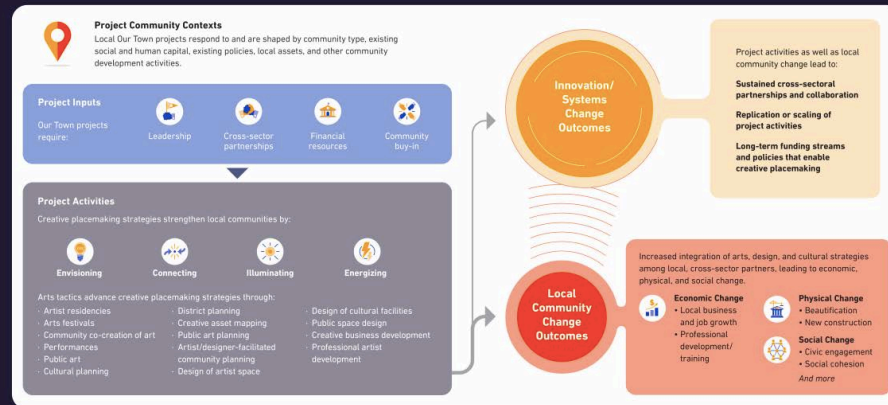 Project Community Contexts
Local Our Town projects respond to and are shaped by community type, existing
social and human capital, existing policies, local assets, and other community
development activities.
Project Inputs
Our Town projects
require:
Leadership
Cross-sector
partnerships
Financial
resources
Community
buy-in
Project Activities
Creative placemaking strategies strengthen local communities by:
Envisioning
Connecting
Illuminating
Energizing
Arts tactics advance creative placemaking strategies through:
· Artist residencies
· Arts festivals
· Community co-creation of art
· Performances
· Public art
· Cultural planning
· District planning
· Creative asset mapping
· Public art planning
· Artist/designer-facilitated
community planning
· Design of artist space
· Design of cultural facilities
· Public space design
· Creative business development
· Professional artist
development
Innovation/
Systems
Change
Outcomes
Project activities as well as local
community change lead to:
Sustained cross-sectoral
partnerships and collaboration
Replication or scaling of
project activities
Long-term funding streams
and policies that enable
creative placemaking
Local
Community
Change
Outcomes
Increased integration of arts, design, and cultural strategies
among local, cross-sector partners, leading to economic,
physical, and social change.
Economic Change
• Local business
and job growth
• Professional
development/
training
Physical Change
• Beautification
• New construction
Social Change
• Civic engagement
• Social cohesion
And more